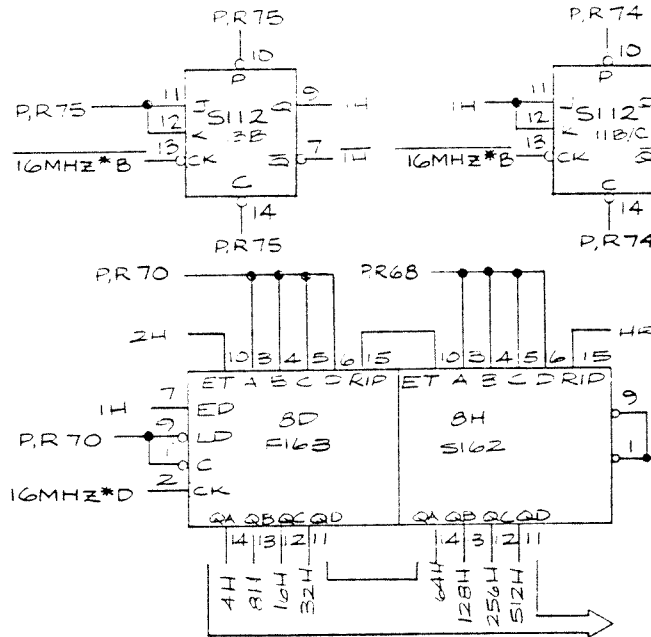 P,R75 P,R74
10 10
P P
P,R75 11 J S112 Q 9 1H 1H 11 J S112
12 K 3B 12 K 11B/C
16MHZ*B 13 CK Q 7 1H 16MHZ*B 13 CK Q
C C
14 14
P,R75 P,R74
P,R70 P,R68
2H
10 3 4 5 6 15 10 3 4 5 6 15
ET A B C D RIP ET A B C D RIP
1H 7 EP 8D 8H 9
P,R70 9 LD F163 S162
1 C 1
16MHZ*D 2 CK
QA QB QC QD QA QB QC QD
14 13 12 11 14 3 12 11
4H 8H 16H 32H 64H 128H 256H 512H